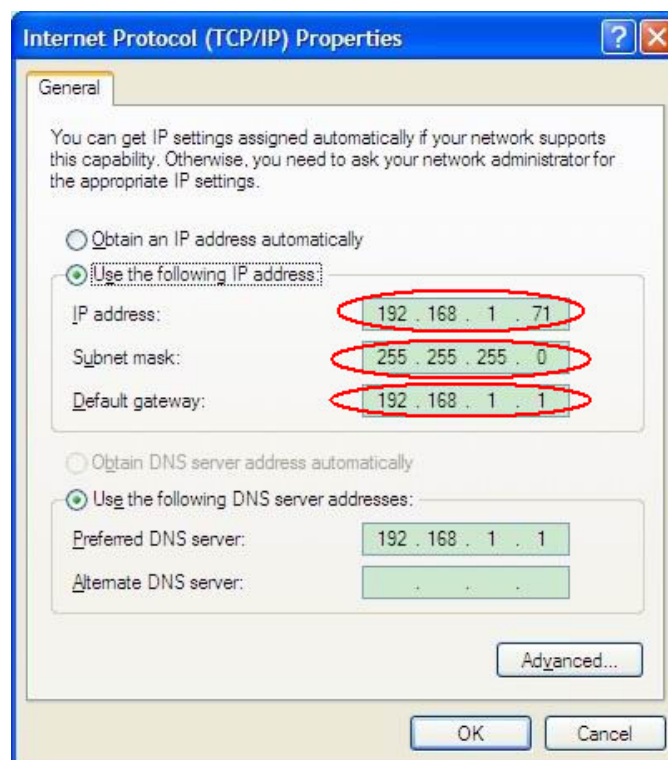 Internet Protocol (TCP/IP) Properties
General
You can get IP settings assigned automatically if your network supports
this capability. Otherwise, you need to ask your network administrator for
the appropriate IP settings.
Obtain an IP address automatically
Use the following IP address:
IP address: 192 . 168 . 1 . 71
Subnet mask: 255 . 255 . 255 . 0
Default gateway: 192 . 168 . 1 . 1
Obtain DNS server address automatically
Use the following DNS server addresses:
Preferred DNS server: 192 . 168 . 1 . 1
Alternate DNS server: . . .
Advanced...
OK Cancel